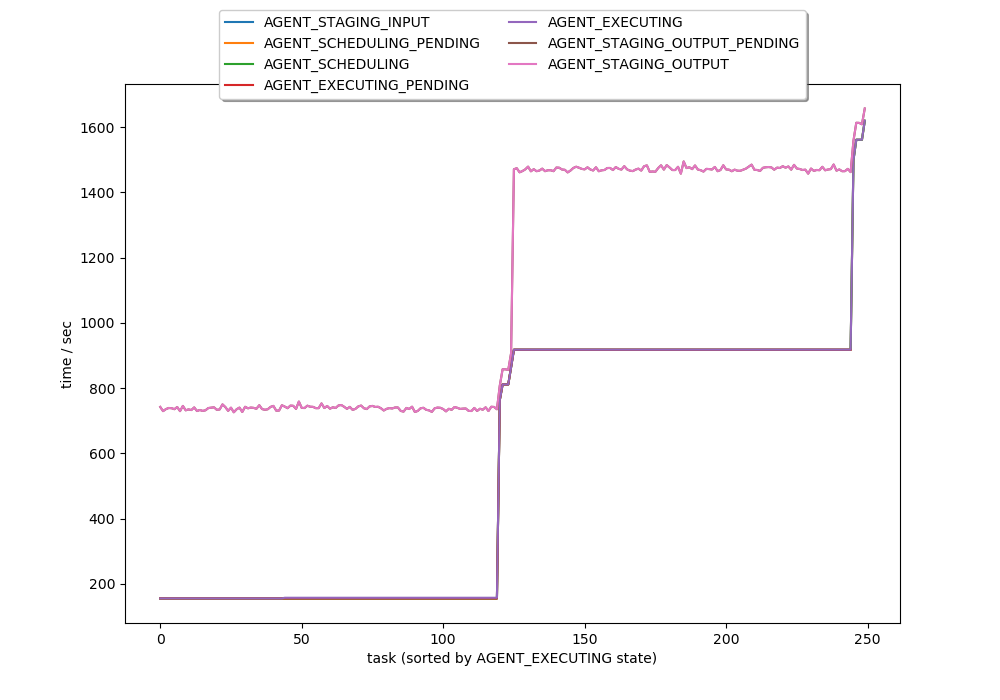 AGENT_STAGING_INPUT
AGENT_SCHEDULING_PENDING
AGENT_SCHEDULING
AGENT_EXECUTING_PENDING
AGENT_EXECUTING
AGENT_STAGING_OUTPUT_PENDING
AGENT_STAGING_OUTPUT
time / sec
1600
1400
1200
1000
800
600
400
200
0 50 100 150 200 250
task (sorted by AGENT_EXECUTING state)